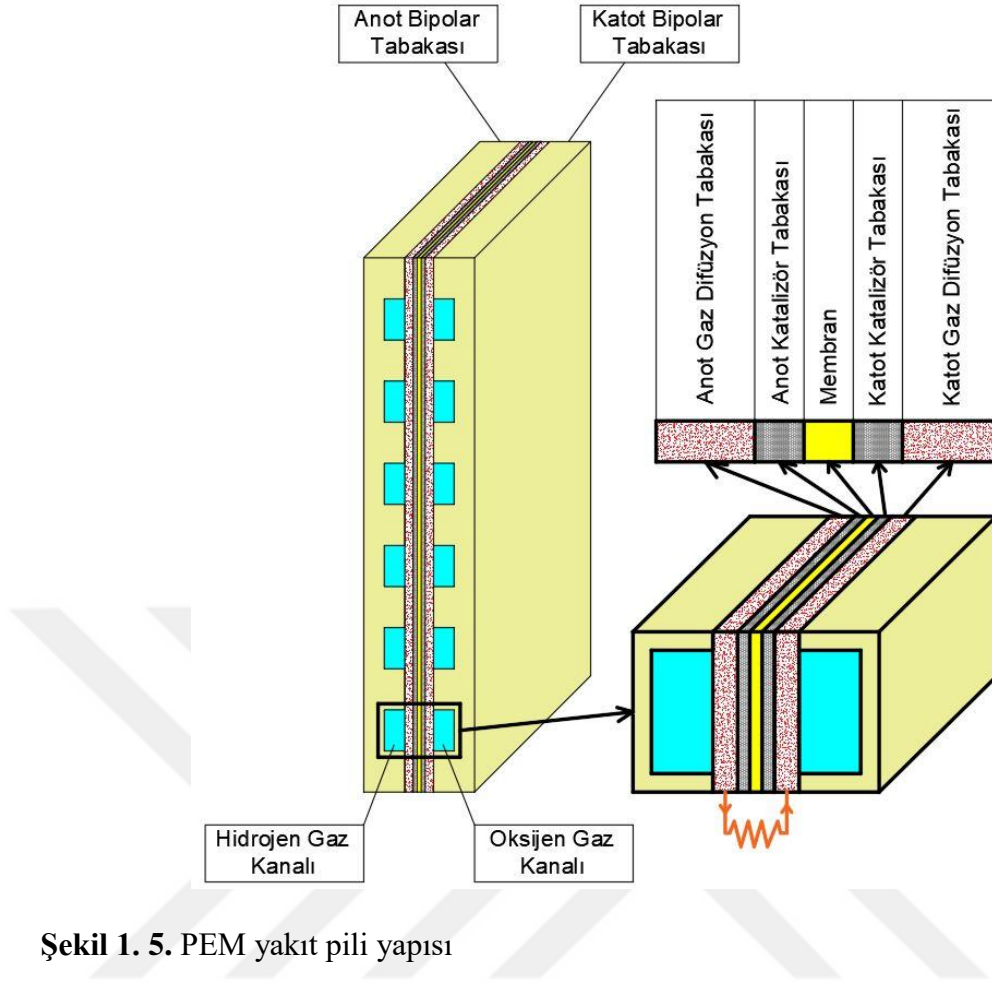 Anot Bipolar
Tabakası
Katot Bipolar
Tabakası
Anot Gaz Difüzyon Tabakası
Anot Katalizör Tabakası
Membran
Katot Katalizör Tabakası
Katot Gaz Difüzyon Tabakası
Hidrojen Gaz
Kanalı
Oksijen Gaz
Kanalı
Şekil 1. 5. PEM yakıt pili yapısı